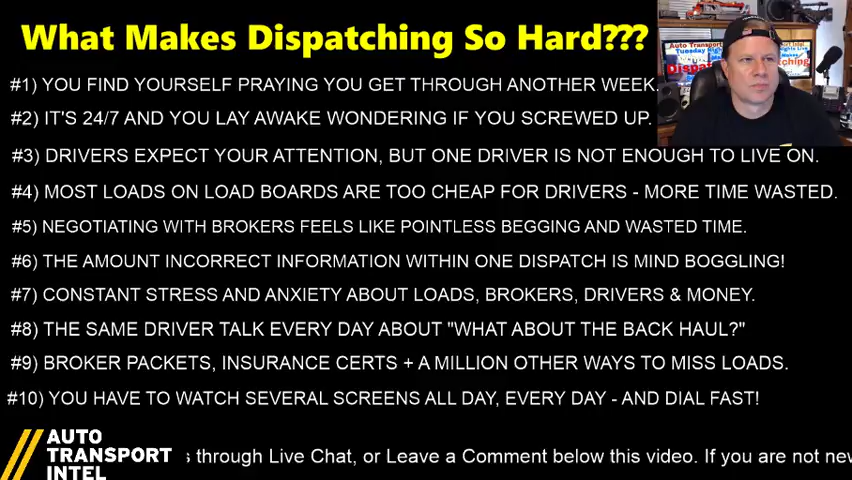 What Makes Dispatching So Hard???
#1) YOU FIND YOURSELF PRAYING YOU GET THROUGH ANOTHER WEEK.
#2) IT'S 24/7 AND YOU LAY AWAKE WONDERING IF YOU SCREWED UP.
#3) DRIVERS EXPECT YOUR ATTENTION, BUT ONE DRIVER IS NOT ENOUGH TO LIVE ON.
#4) MOST LOADS ON LOAD BOARDS ARE TOO CHEAP FOR DRIVERS - MORE TIME WASTED.
#5) NEGOTIATING WITH BROKERS FEELS LIKE POINTLESS BEGGING AND WASTED TIME.
#6) THE AMOUNT INCORRECT INFORMATION WITHIN ONE DISPATCH IS MIND BOGGLING!
#7) CONSTANT STRESS AND ANXIETY ABOUT LOADS, BROKERS, DRIVERS & MONEY.
#8) THE SAME DRIVER TALK EVERY DAY ABOUT "WHAT ABOUT THE BACK HAUL?"
#9) BROKER PACKETS, INSURANCE CERTS + A MILLION OTHER WAYS TO MISS LOADS.
#10) YOU HAVE TO WATCH SEVERAL SCREENS ALL DAY, EVERY DAY - AND DIAL FAST!
AUTO
TRANSPORT
INTEL
s through Live Chat, or Leave a Comment below this video. If you are not new
Auto Transport
Tuesday Nig